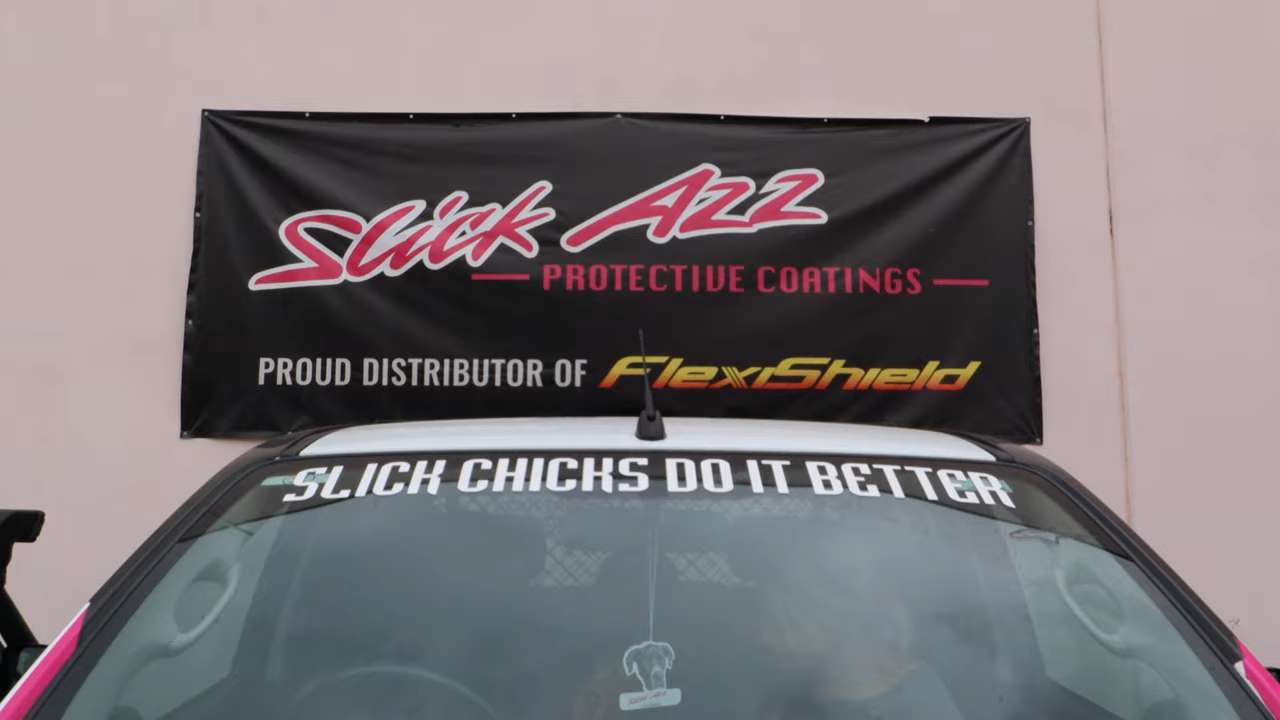 Slick Azz
PROTECTIVE COATINGS
PROUD DISTRIBUTOR OF FlexiShield
SLICK CHICKS DO IT BETTER